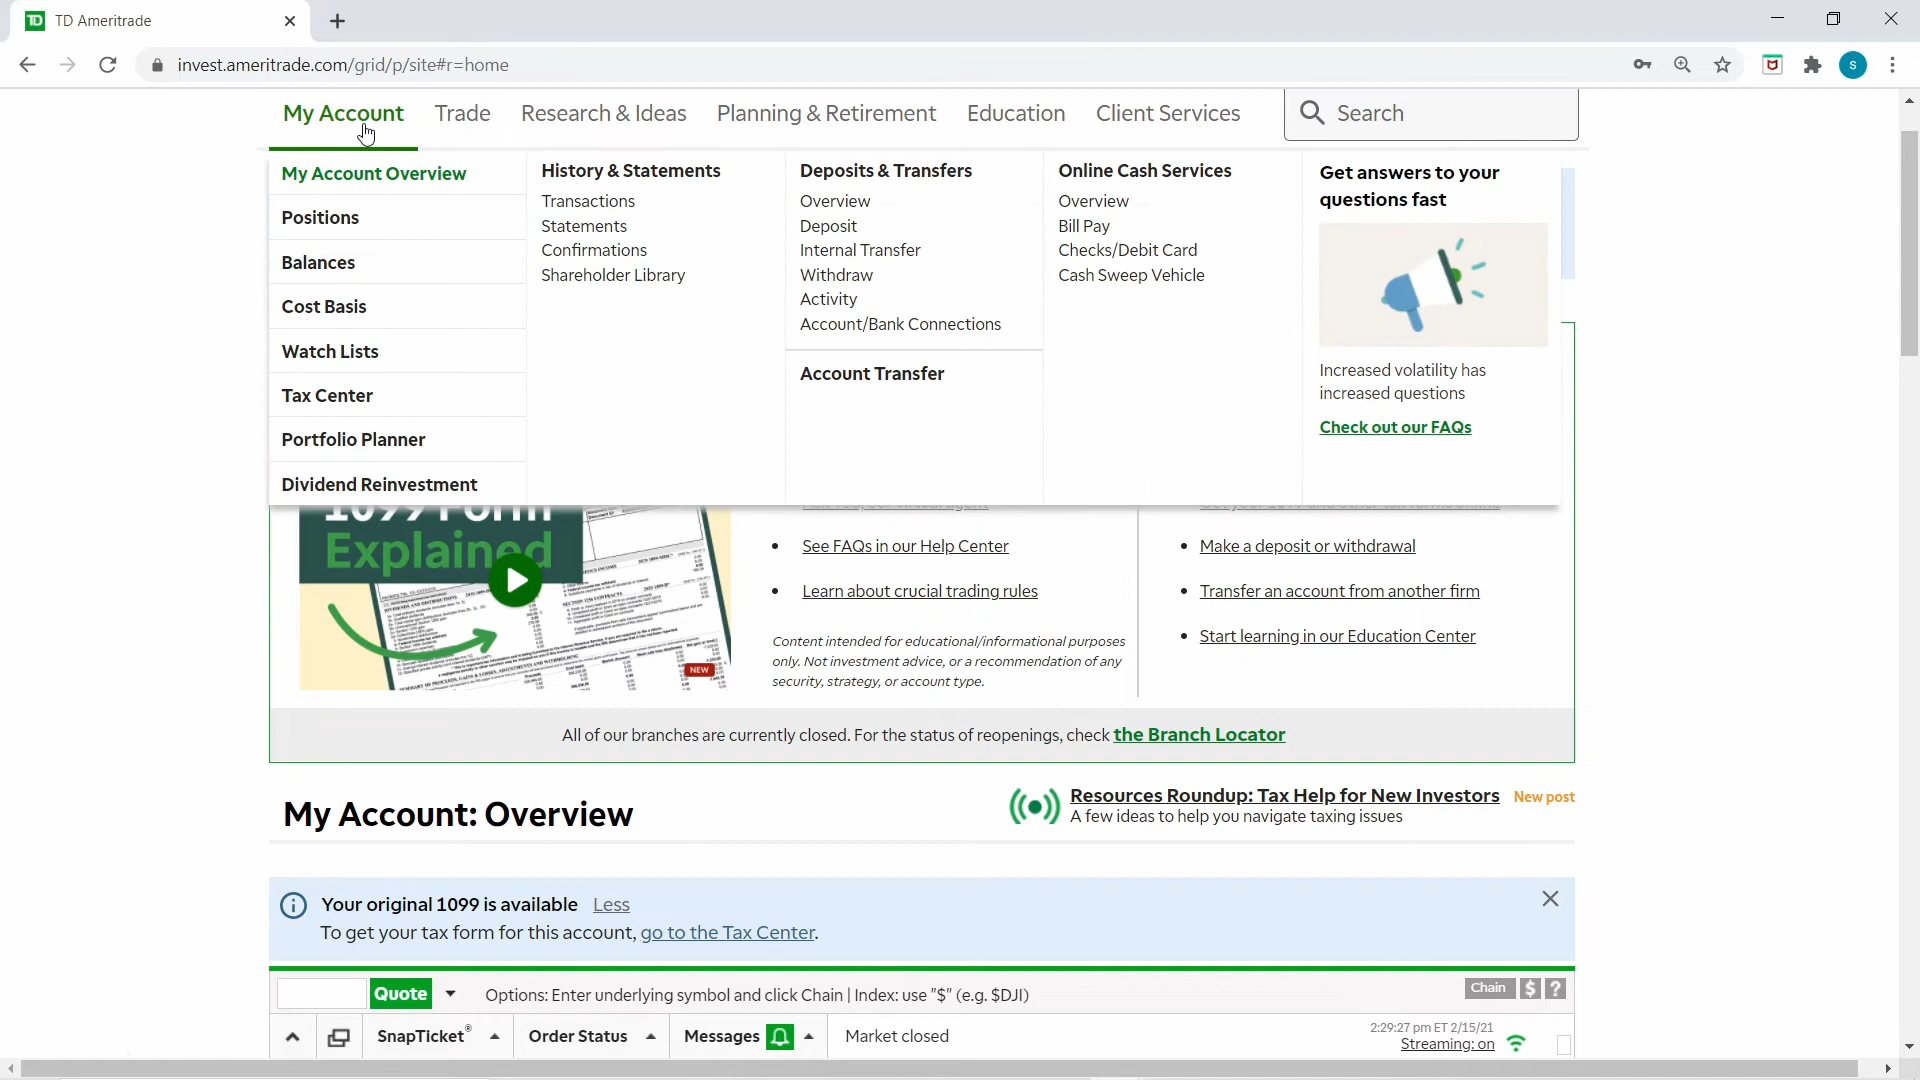 TD Ameritrade
invest.ameritrade.com/grid/p/site#r=home
S
My Account
Trade
Research & Ideas
Planning & Retirement
Education
Client Services
Search
My Account Overview
Positions
Balances
Cost Basis
Watch Lists
Tax Center
Portfolio Planner
Dividend Reinvestment
History & Statements
Transactions
Statements
Confirmations
Shareholder Library
Deposits & Transfers
Overview
Deposit
Internal Transfer
Withdraw
Activity
Account/Bank Connections
Account Transfer
Online Cash Services
Overview
Bill Pay
Checks/Debit Card
Cash Sweep Vehicle
Get answers to your
questions fast
Increased volatility has
increased questions
Check out our FAQs
1099 Form
Explained
NEW
See FAQs in our Help Center
Learn about crucial trading rules
Content intended for educational/informational purposes
only. Not investment advice, or a recommendation of any
security, strategy, or account type.
Make a deposit or withdrawal
Transfer an account from another firm
Start learning in our Education Center
All of our branches are currently closed. For the status of reopenings, check the Branch Locator
My Account: Overview
Resources Roundup: Tax Help for New Investors New post
A few ideas to help you navigate taxing issues
Your original 1099 is available Less
To get your tax form for this account, go to the Tax Center.
Quote
Options: Enter underlying symbol and click Chain | Index: use "$" (e.g. $DJI)
Chain $ ?
SnapTicket®
Order Status
Messages
Market closed
2:29:27 pm ET 2/15/21
Streaming: on